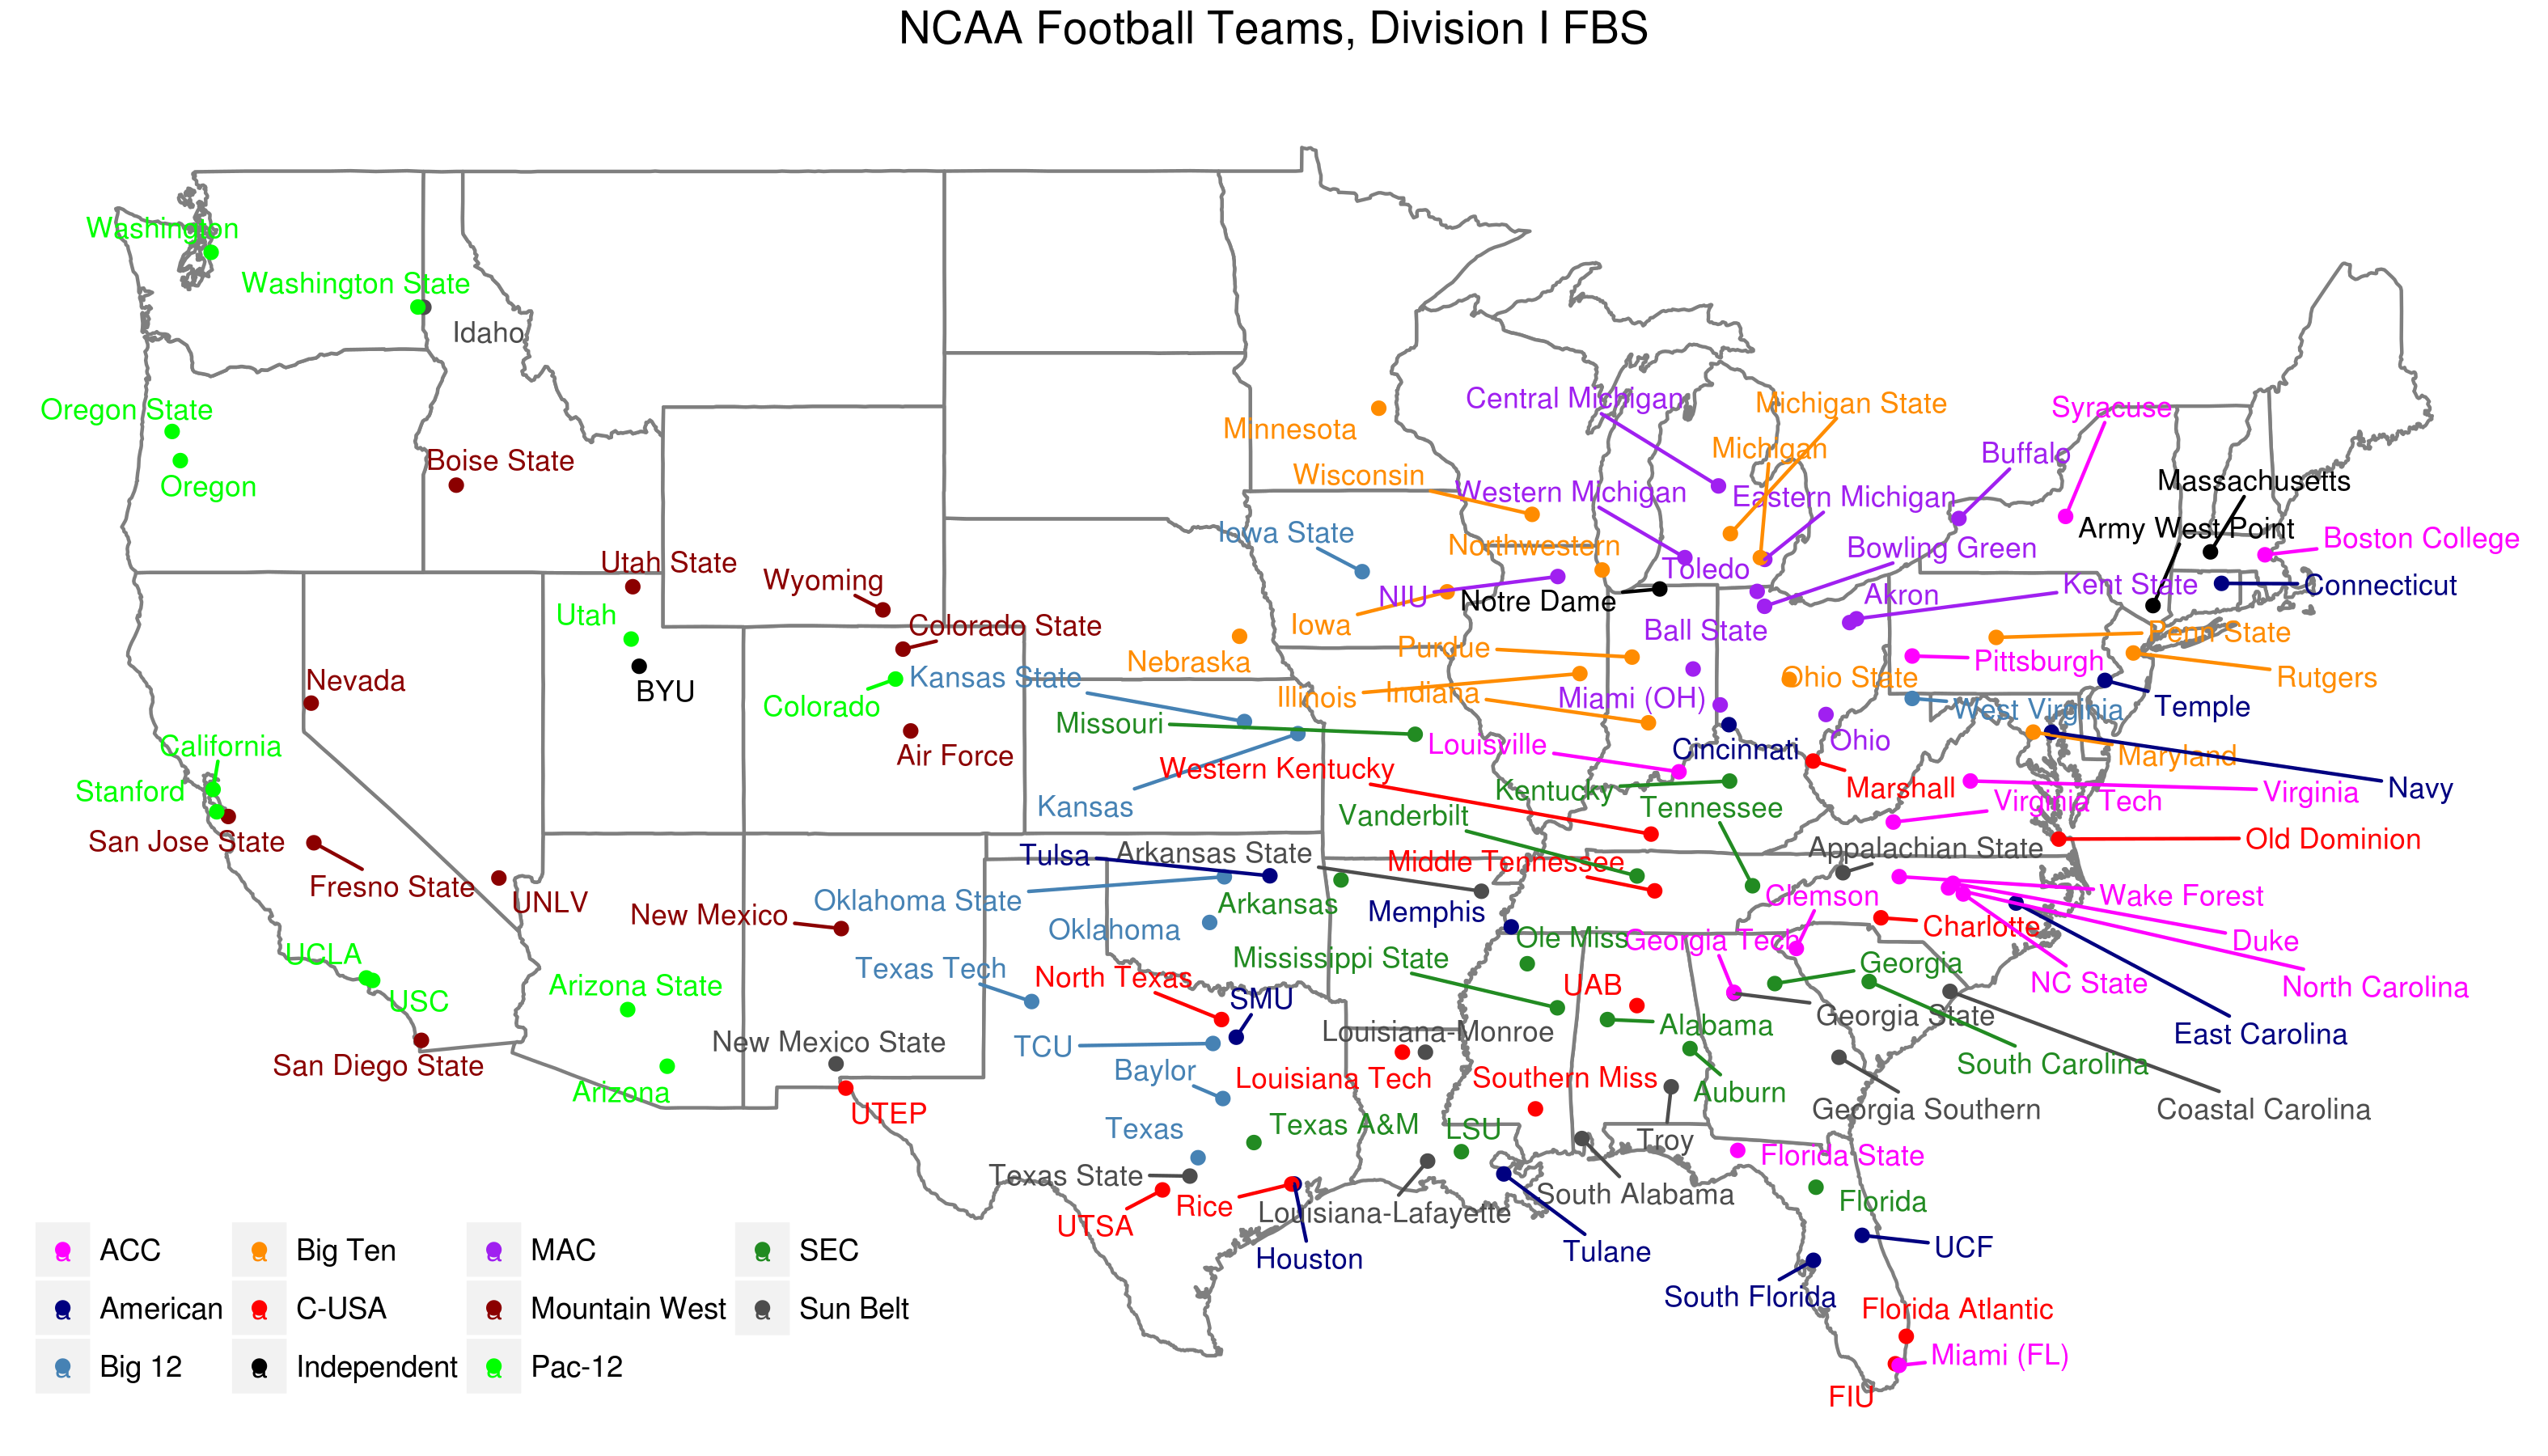 NCAA Football Teams, Division I FBS
Washington
Washington State
Idaho
Oregon State
Oregon
Boise State
Central Michigan
Michigan State
Syracuse
Minnesota
Michigan
Buffalo
Wisconsin
Western Michigan
Eastern Michigan
Massachusetts
Iowa State
Northwestern
Army West Point
Boston College
Utah State
Wyoming
Toledo
Bowling Green
Utah
NIU
Notre Dame
Akron
Kent State
Connecticut
Colorado State
Iowa
Ball State
Penn State
Nebraska
Purdue
Pittsburgh
Rutgers
Nevada
BYU
Kansas State
Colorado
Illinois
Indiana
Miami (OH)
Ohio State
West Virginia
Temple
Missouri
California
Air Force
Louisville
Cincinnati
Ohio
Maryland
Stanford
Western Kentucky
Kentucky
Marshall
Virginia
Navy
Kansas
Vanderbilt
Tennessee
Virginia Tech
San Jose State
Tulsa
Arkansas State
Middle Tennessee
Appalachian State
Old Dominion
Fresno State
UNLV
New Mexico
Oklahoma State
Arkansas
Memphis
Clemson
Wake Forest
Oklahoma
Ole Miss
Georgia Tech
Charlotte
Duke
UCLA
Arizona State
Texas Tech
North Texas
Mississippi State
UAB
Georgia
NC State
North Carolina
USC
SMU
Louisiana-Monroe
Alabama
Georgia State
East Carolina
San Diego State
New Mexico State
TCU
Baylor
Louisiana Tech
Southern Miss
Auburn
South Carolina
Arizona
UTEP
Texas
Texas A&M
LSU
Troy
Georgia Southern
Coastal Carolina
Texas State
Florida State
UTSA
Rice
Louisiana-Lafayette
South Alabama
Florida
Houston
Tulane
UCF
South Florida
Florida Atlantic
Miami (FL)
FIU
a ACC
a Big Ten
a MAC
a SEC
a American
a C-USA
a Mountain West
a Sun Belt
a Big 12
a Independent
a Pac-12